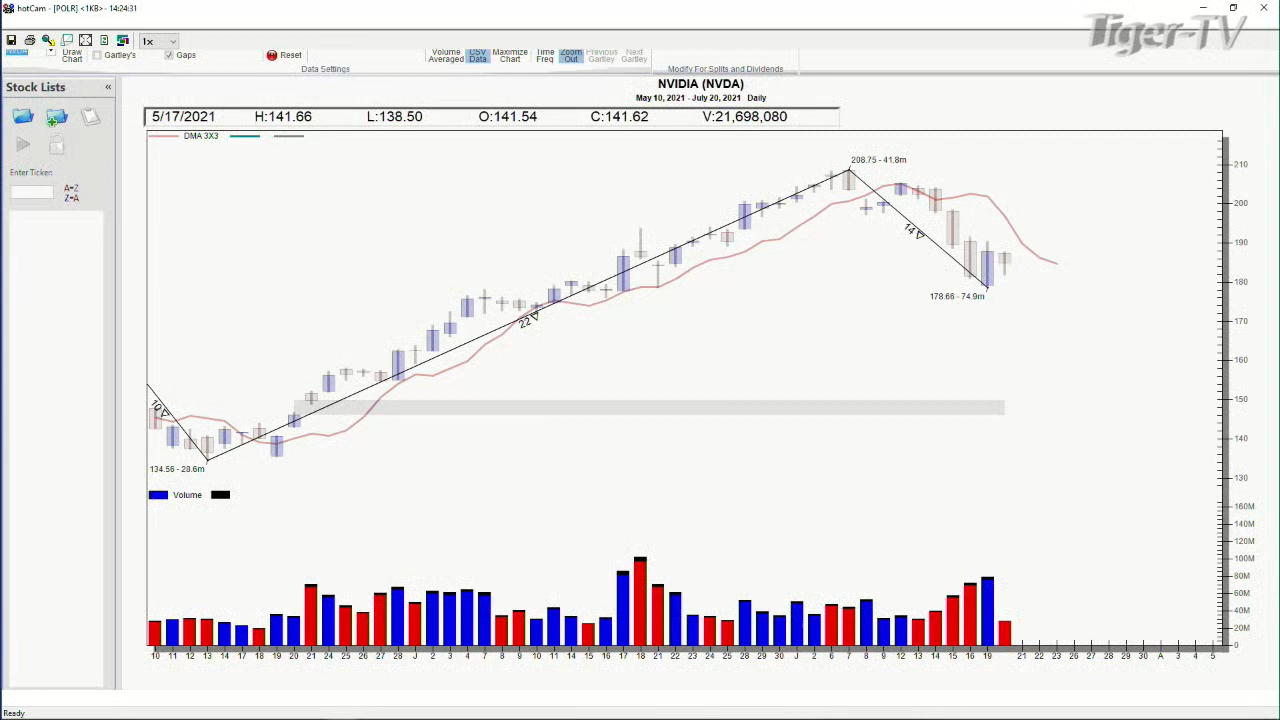 hotCam - [POLR] <1KB> - 14:24:31
Tiger-TV
1x
Draw Chart
Gartley's
Gaps
Reset
Data Settings
Volume Averaged
CSV Data
Maximize Chart
Time Freq
Zoom Out
Previous Gartley
Next Gartley
Modify For Splits and Dividends
Stock Lists «
Enter Ticker:
A=Z
Z=A
NVIDIA (NVDA)
May 10, 2021 - July 20, 2021 Daily
5/17/2021 H:141.66 L:138.50 O:141.54 C:141.62 V:21,698,080
DMA 3X3
208.75 - 41.8m
14
178.66 - 74.9m
22
10
134.56 - 28.6m
210
200
190
180
170
160
150
140
130
Volume
160M
140M
120M
100M
80M
60M
40M
20M
0
10 11 12 13 14 17 18 19 20 21 24 25 26 27 28 J 2 3 4 7 8 9 10 11 14 15 16 17 18 21 22 23 24 25 28 29 30 J 2 6 7 8 9 12 13 14 15 16 19 21 22 23 26 27 28 29 30 A 3 4 5
Ready